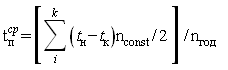 t_п^ср = [ ∑_i^k (t_н − t_к) n_const / 2 ] / n_год